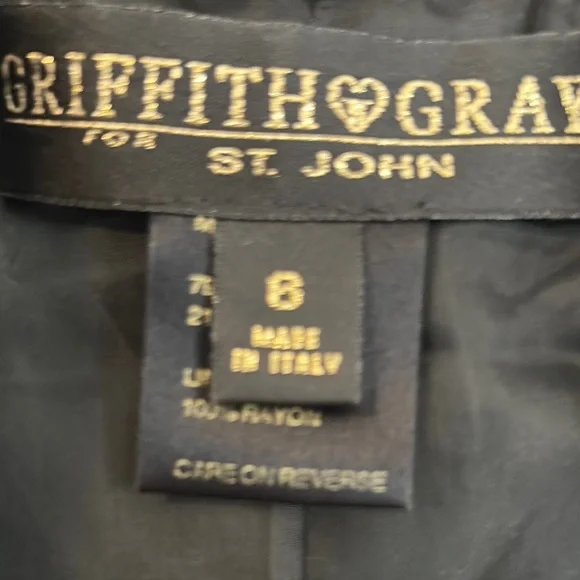 GRIFFITH GRAY
FOR ST. JOHN
6
MADE
IN ITALY
100% RAYON
CARE ON REVERSE